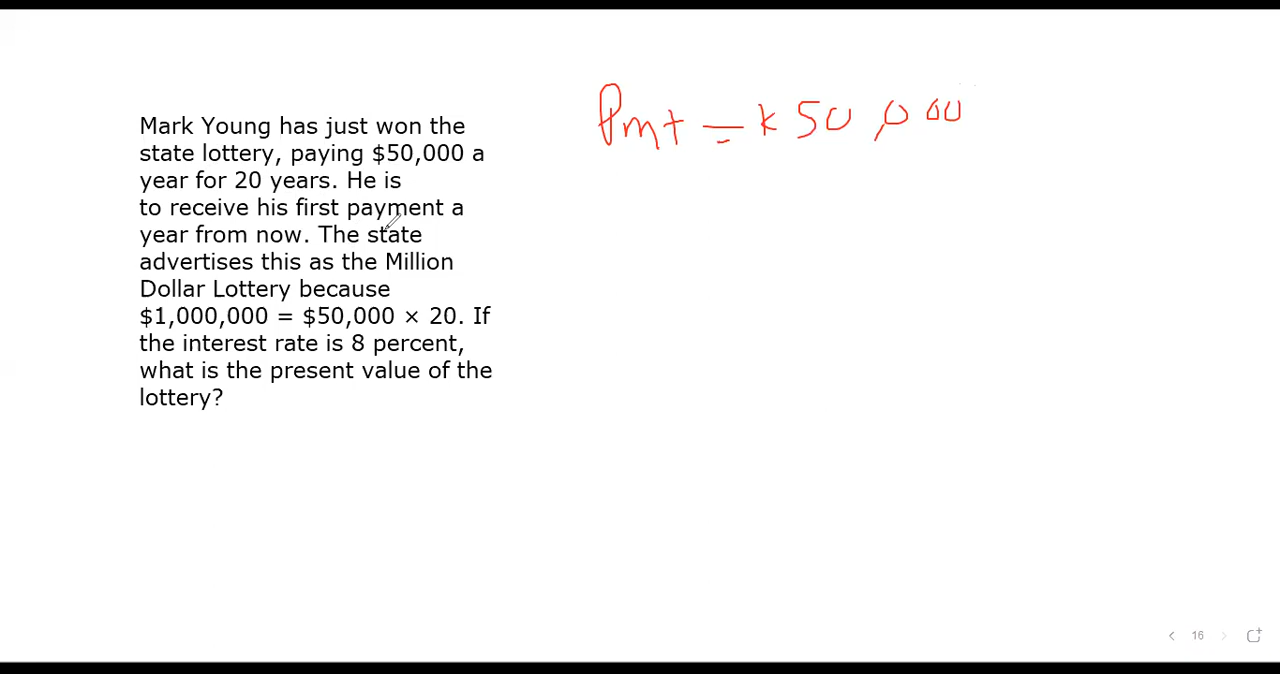 Mark Young has just won the
state lottery, paying $50,000 a
year for 20 years. He is
to receive his first payment a
year from now. The state
advertises this as the Million
Dollar Lottery because
$1,000,000 = $50,000 × 20. If
the interest rate is 8 percent,
what is the present value of the
lottery?
Pmt = k 50,000
16